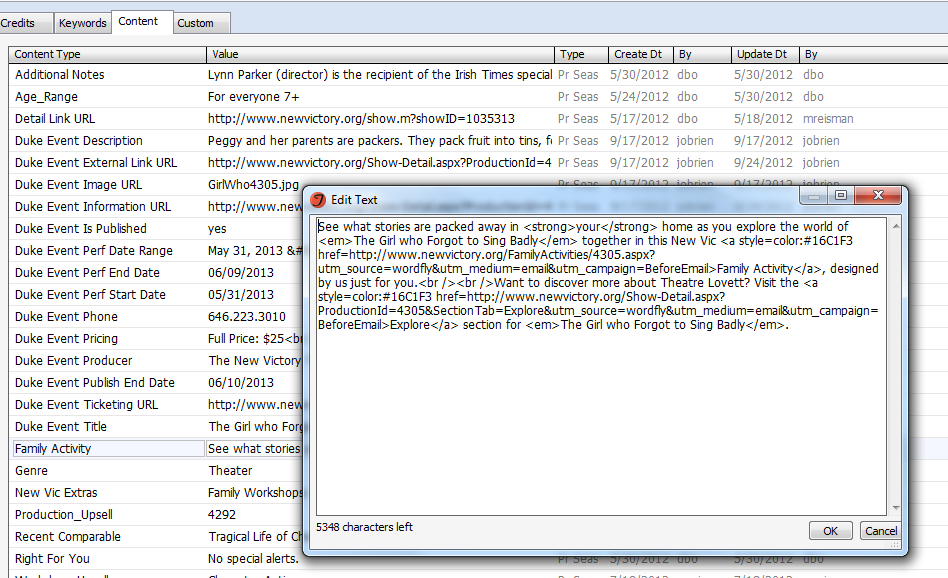 Credits Keywords Content Custom
Content Type Value Type Create Dt By Update Dt By
Additional Notes Lynn Parker (director) is the recipient of the Irish Times special Pr Seas 5/30/2012 dbo 5/30/2012 dbo
Age_Range For everyone 7+ Pr Seas 5/24/2012 dbo 5/30/2012 dbo
Detail Link URL http://www.newvictory.org/show.m?showID=1035313 Pr Seas 5/17/2012 dbo 5/18/2012 mreisman
Duke Event Description Peggy and her parents are packers. They pack fruit into tins, Pr Seas 9/17/2012 jobrien 9/17/2012 jobrien
Duke Event External Link URL http://www.newvictory.org/Show-Detail.aspx?ProductionId=4 Pr Seas 9/17/2012 jobrien 9/24/2012 jobrien
Duke Event Image URL GirlWho4305.jpg Pr Seas 9/17/2012 jobrien 9/17/2012 jobrien
Duke Event Information URL http://www.new
Duke Event Is Published yes
Duke Event Perf Date Range May 31, 2013 &#
Duke Event Perf End Date 06/09/2013
Duke Event Perf Start Date 05/31/2013
Duke Event Phone 646.223.3010
Duke Event Pricing Full Price: $25<br
Duke Event Producer The New Victory
Duke Event Publish End Date 06/10/2013
Duke Event Ticketing URL http://www.new
Duke Event Title The Girl who Forg
Family Activity See what stories
Genre Theater
New Vic Extras Family Workshops
Production_Upsell 4292
Recent Comparable Tragical Life of Ch
Right For You No special alerts. Pr Seas 5/30/2012 dbo 5/30/2012 dbo
Edit Text
See what stories are packed away in <strong>your</strong> home as you explore the world of
<em>The Girl who Forgot to Sing Badly</em> together in this New Vic <a style=color:#16C1F3
href=http://www.newvictory.org/FamilyActivities/4305.aspx?
utm_source=wordfly&utm_medium=email&utm_campaign=BeforeEmail>Family Activity</a>, designed
by us just for you.<br /><br />Want to discover more about Theatre Lovett? Visit the <a
style=color:#16C1F3 href=http://www.newvictory.org/Show-Detail.aspx?
ProductionId=4305&SectionTab=Explore&utm_source=wordfly&utm_medium=email&utm_campaign=
BeforeEmail>Explore</a> section for <em>The Girl who Forgot to Sing Badly</em>.
5348 characters left
OK Cancel